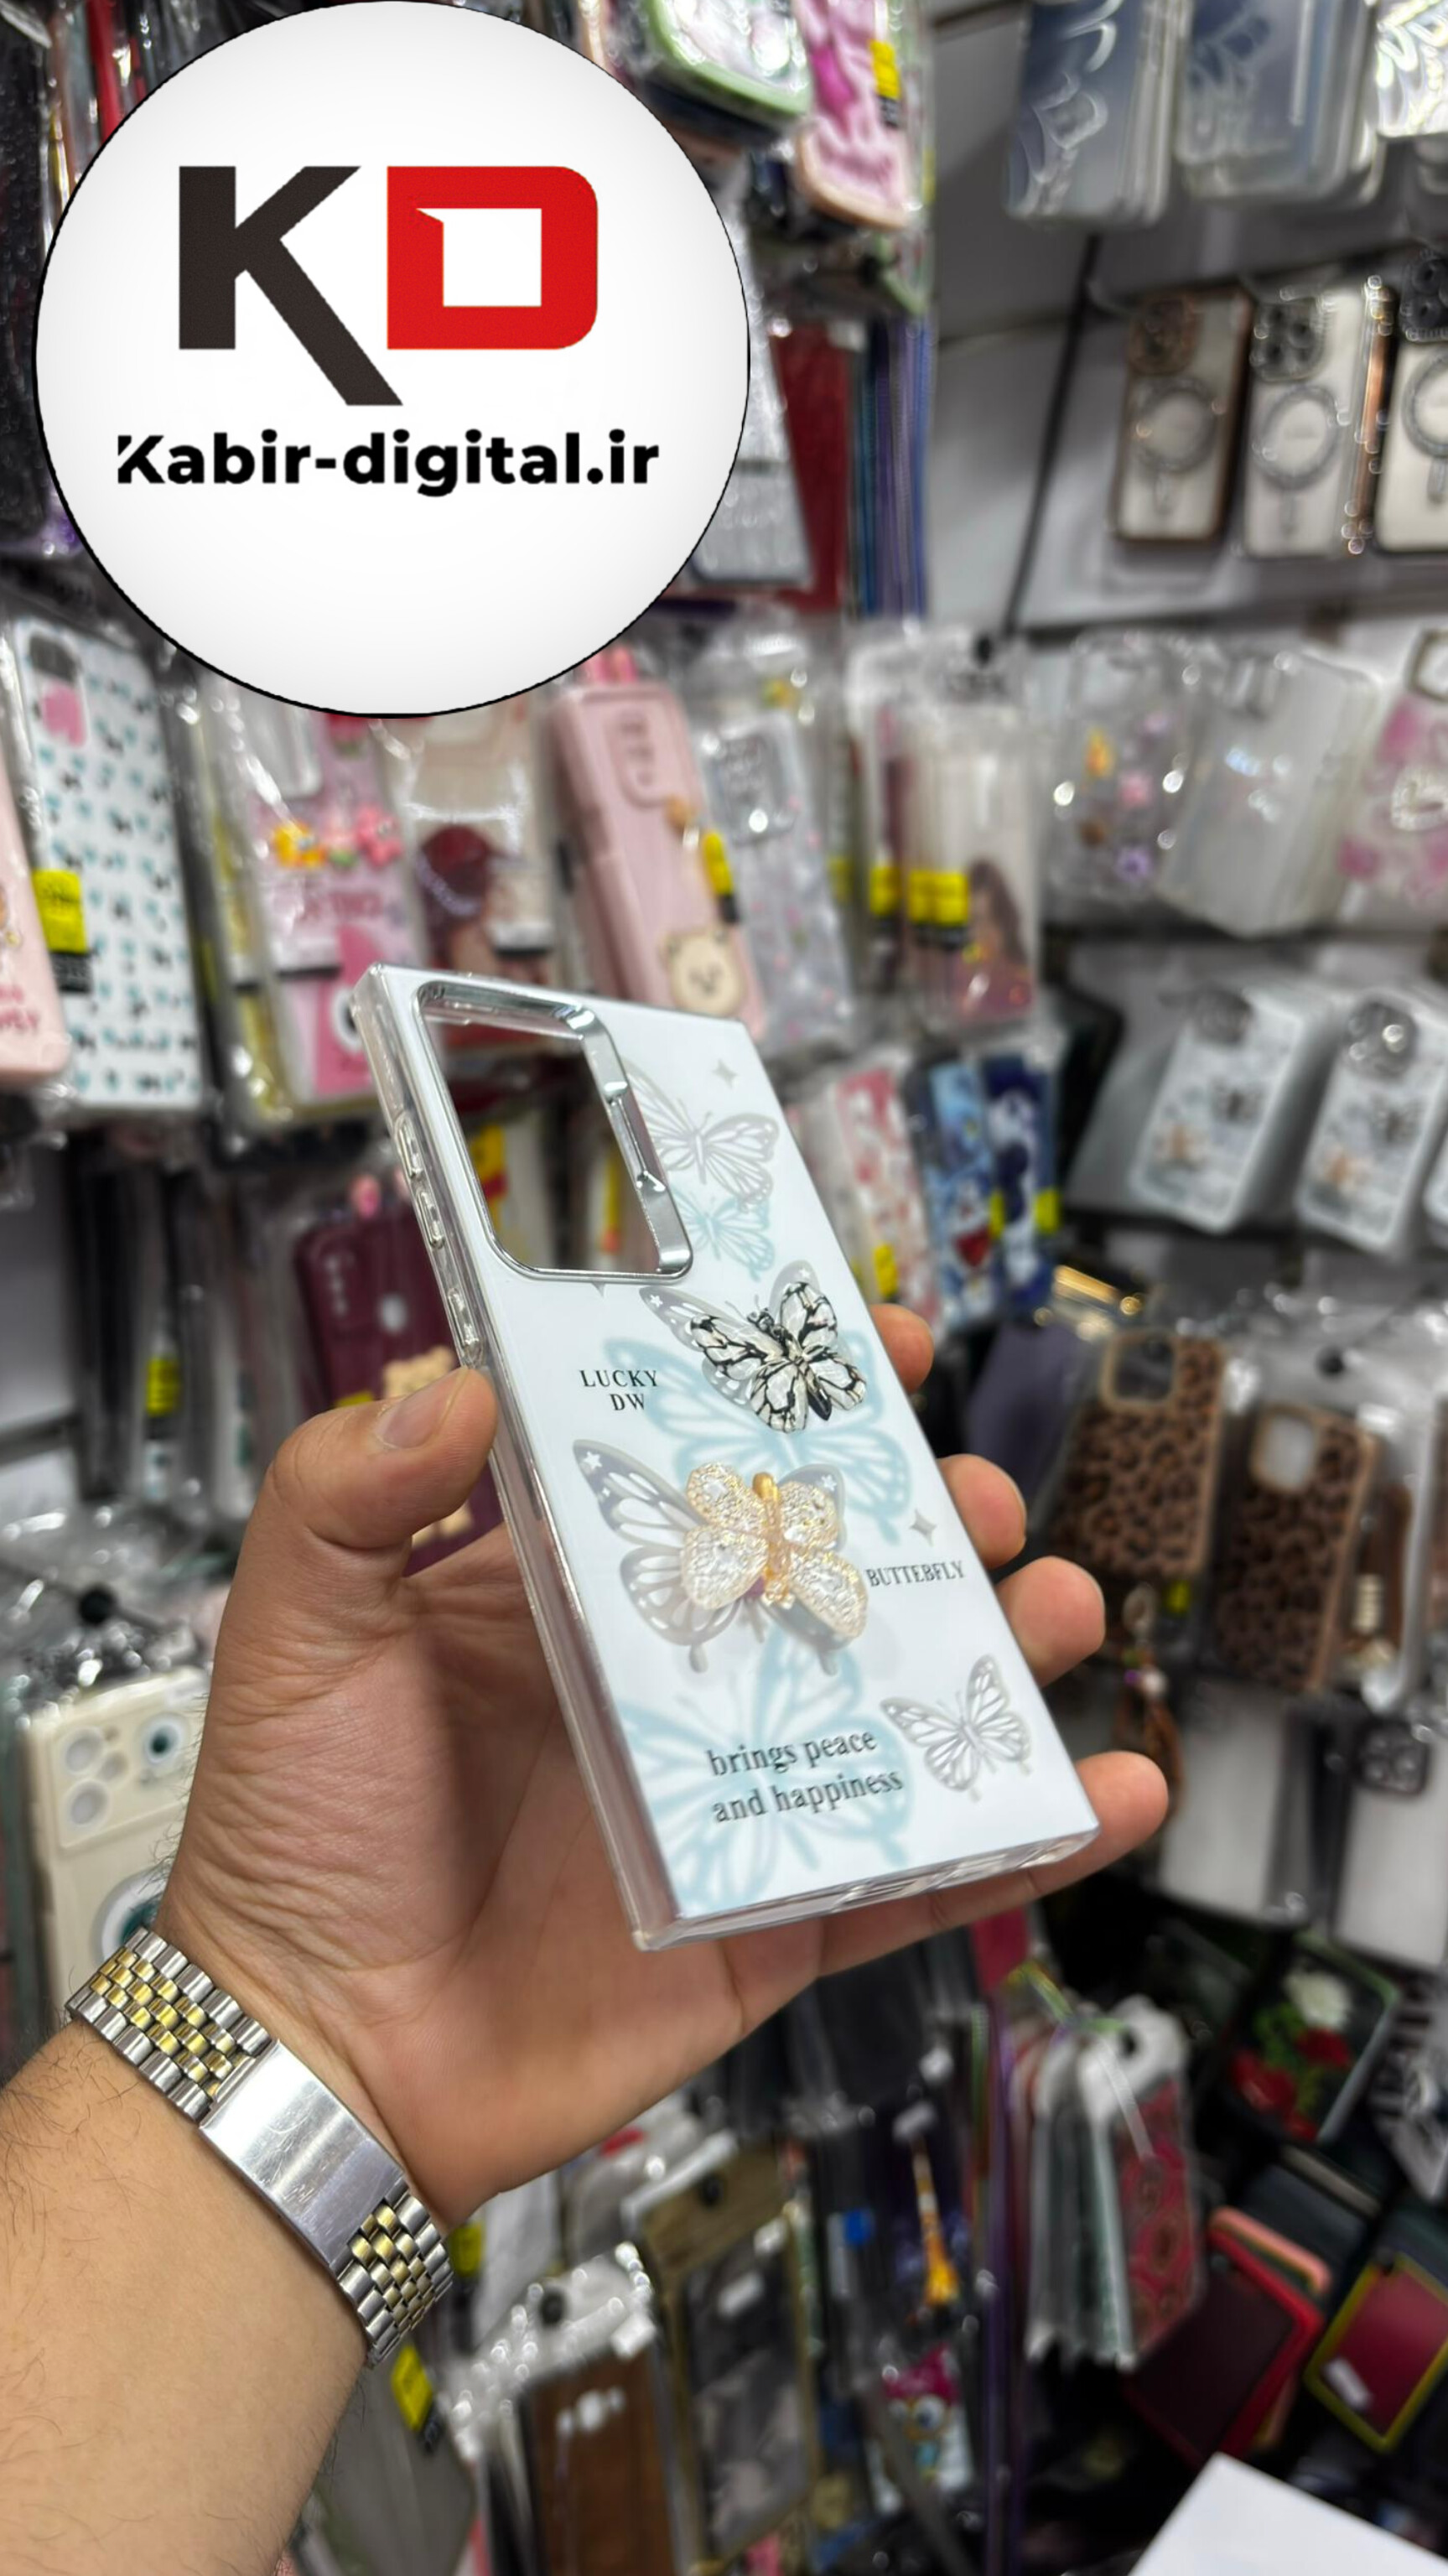 KD
Kabir-digital.ir
LUCKY
DW
BUTTEBFLY
brings peace
and happiness